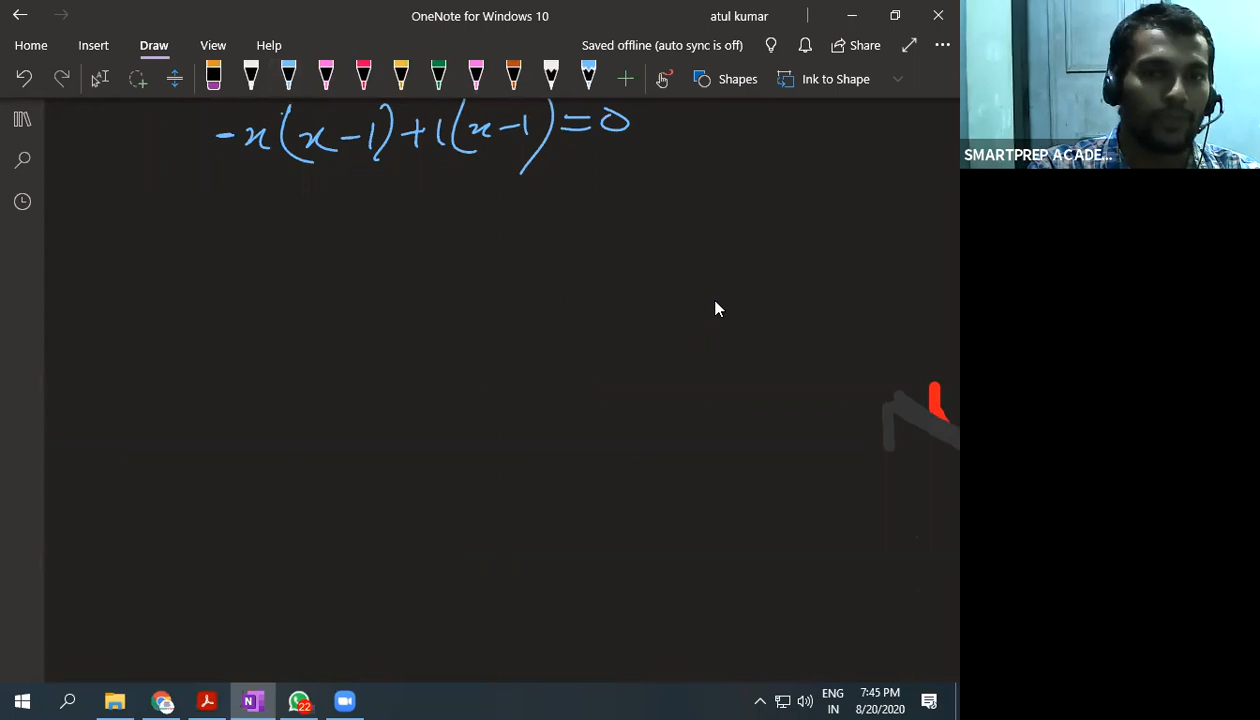 OneNote for Windows 10
atul kumar
Home Insert Draw View Help
Saved offline (auto sync is off)
Share
Shapes
Ink to Shape
-x(x-1)+1(x-1)=0
SMARTPREP ACADE...
22
ENG
IN
7:45 PM
8/20/2020